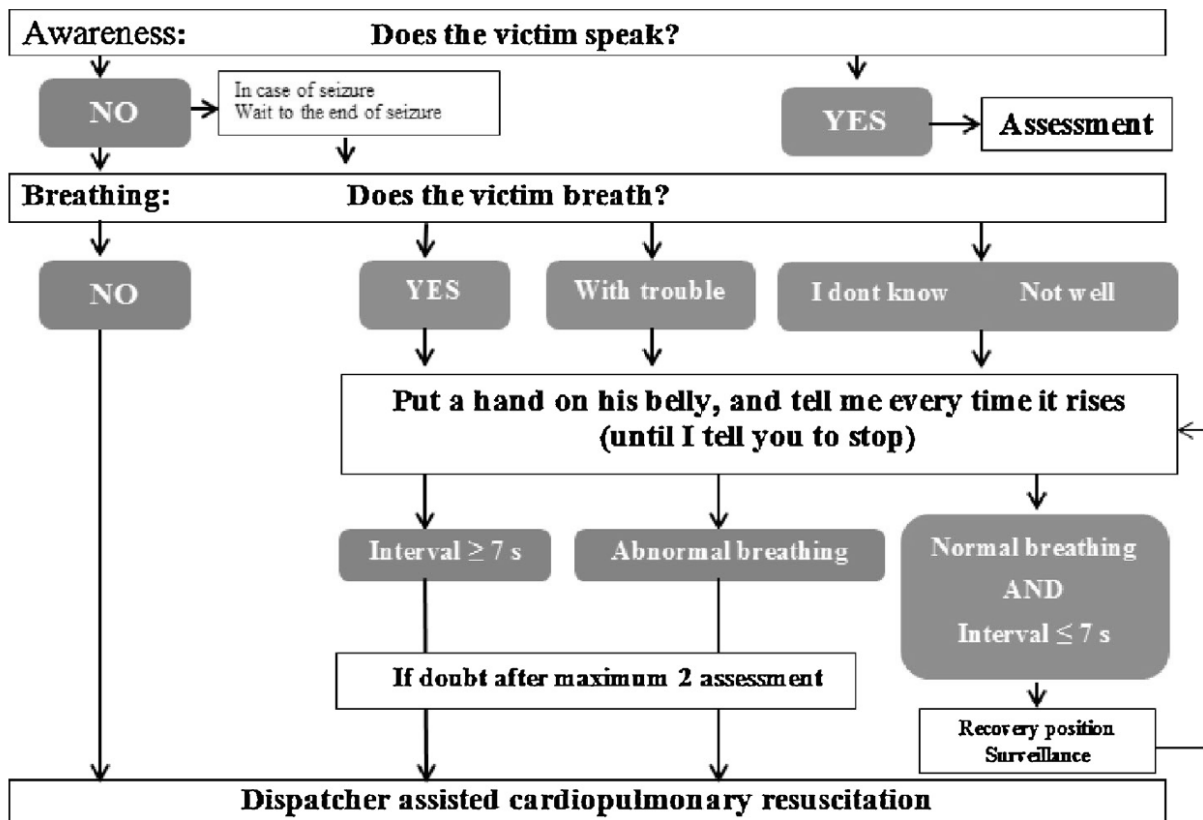 Awareness: Does the victim speak?
NO
In case of seizure
Wait to the end of seizure
YES
Assessment
Breathing: Does the victim breath?
NO
YES
With trouble
I dont know Not well
Put a hand on his belly, and tell me every time it rises
(until I tell you to stop)
Interval ≥ 7 s
Abnormal breathing
Normal breathing
AND
Interval ≤ 7 s
If doubt after maximum 2 assessment
Recovery position
Surveillance
Dispatcher assisted cardiopulmonary resuscitation